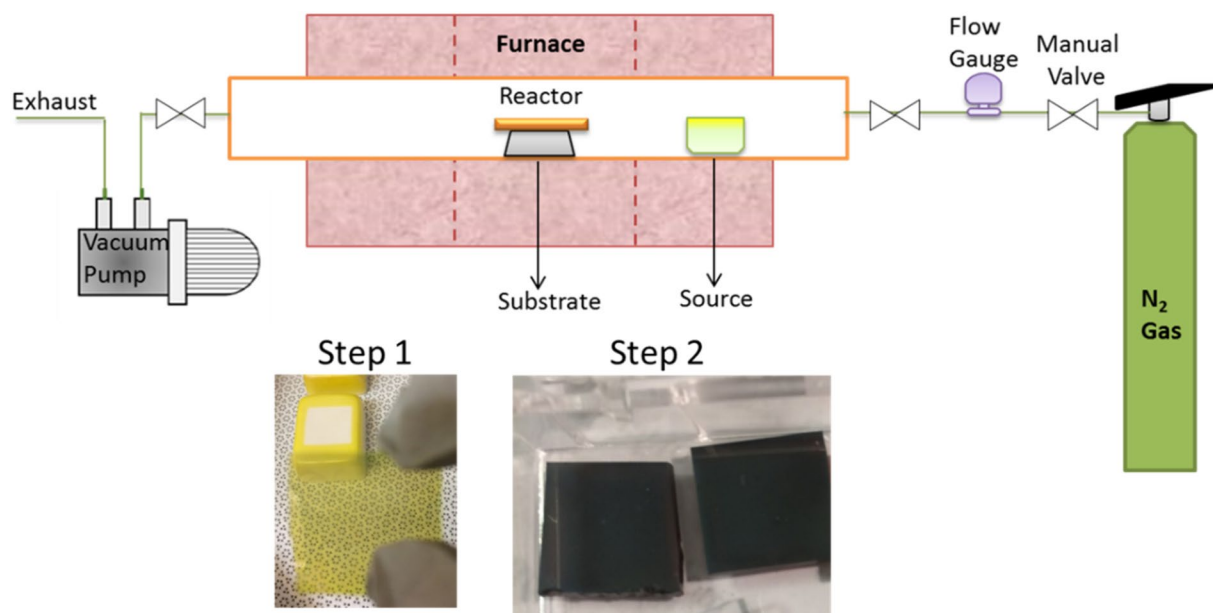 Furnace
Flow
Gauge
Manual
Valve
Exhaust
Reactor
Vacuum
Pump
Substrate
Source
N₂
Gas
Step 1
Step 2